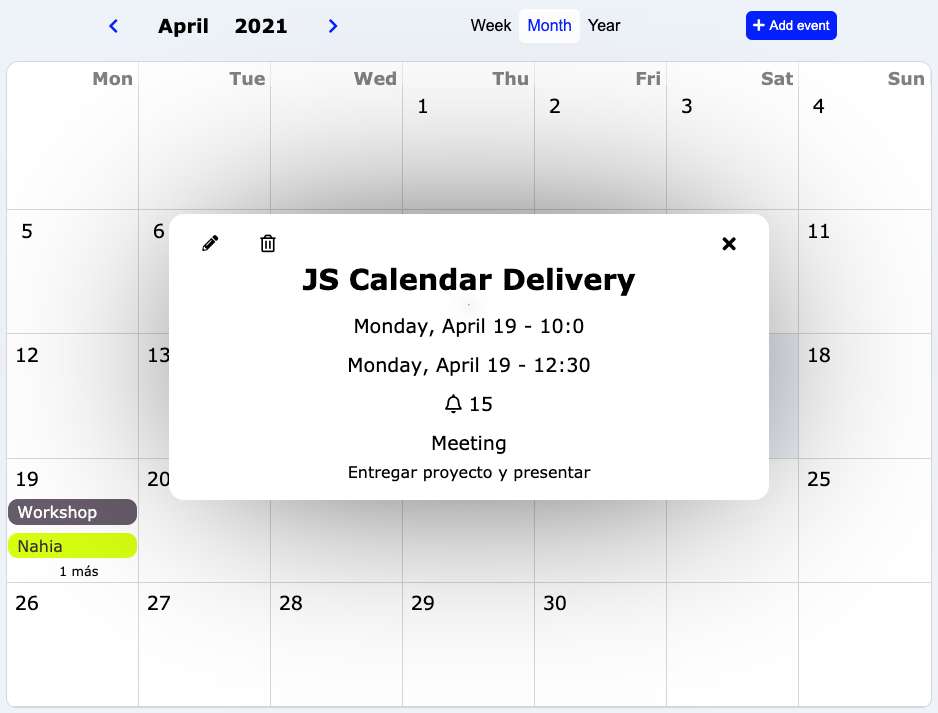 April 2021 Week Month Year Add event
Mon Tue Wed Thu Fri Sat Sun
1 2 3 4
5 6 11
JS Calendar Delivery
Monday, April 19 - 10:0
12 13 18
Monday, April 19 - 12:30
15
Meeting
Entregar proyecto y presentar
19 20 25
Workshop
Nahia
1 más
26 27 28 29 30